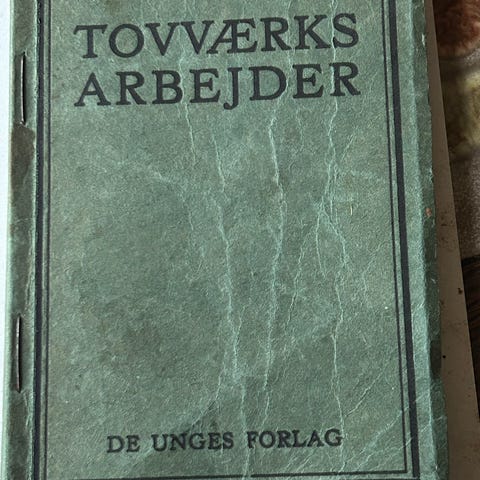 TOVVÆRKS
ARBEJDER
DE UNGES FORLAG